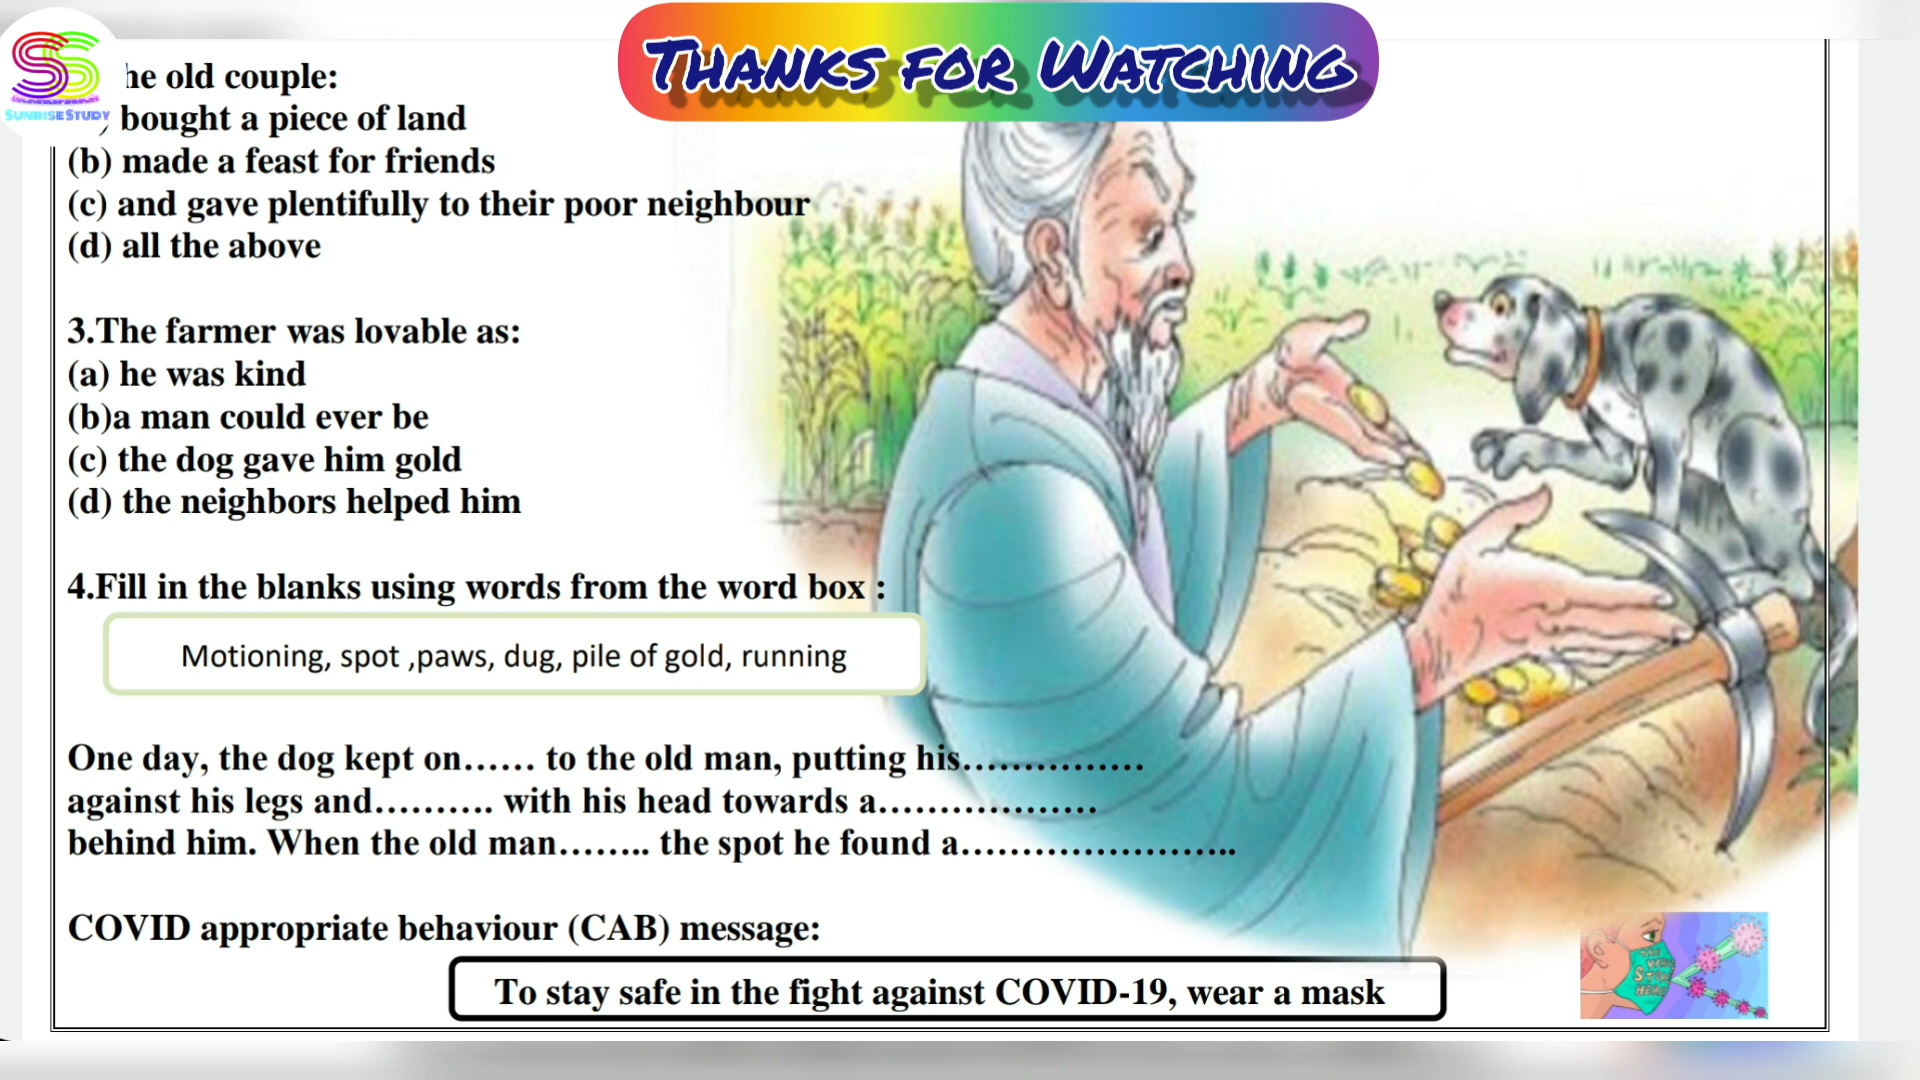 THANKS FOR WATCHING
SUNRISESTUDY
he old couple:
) bought a piece of land
(b) made a feast for friends
(c) and gave plentifully to their poor neighbour
(d) all the above
3.The farmer was lovable as:
(a) he was kind
(b)a man could ever be
(c) the dog gave him gold
(d) the neighbors helped him
4.Fill in the blanks using words from the word box :
Motioning, spot ,paws, dug, pile of gold, running
One day, the dog kept on...... to the old man, putting his...............
against his legs and.......... with his head towards a..................
behind him. When the old man........ the spot he found a.......................
COVID appropriate behaviour (CAB) message:
To stay safe in the fight against COVID-19, wear a mask